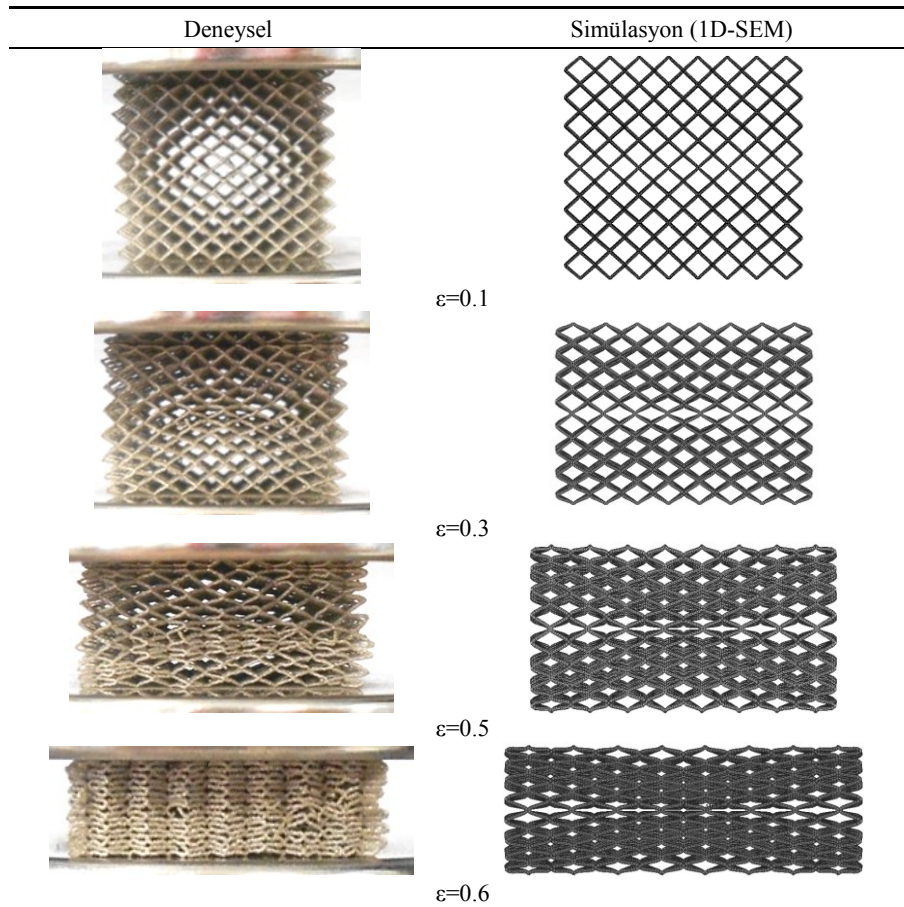 Deneysel
Simülasyon (1D-SEM)
ε=0.1
ε=0.3
ε=0.5
ε=0.6